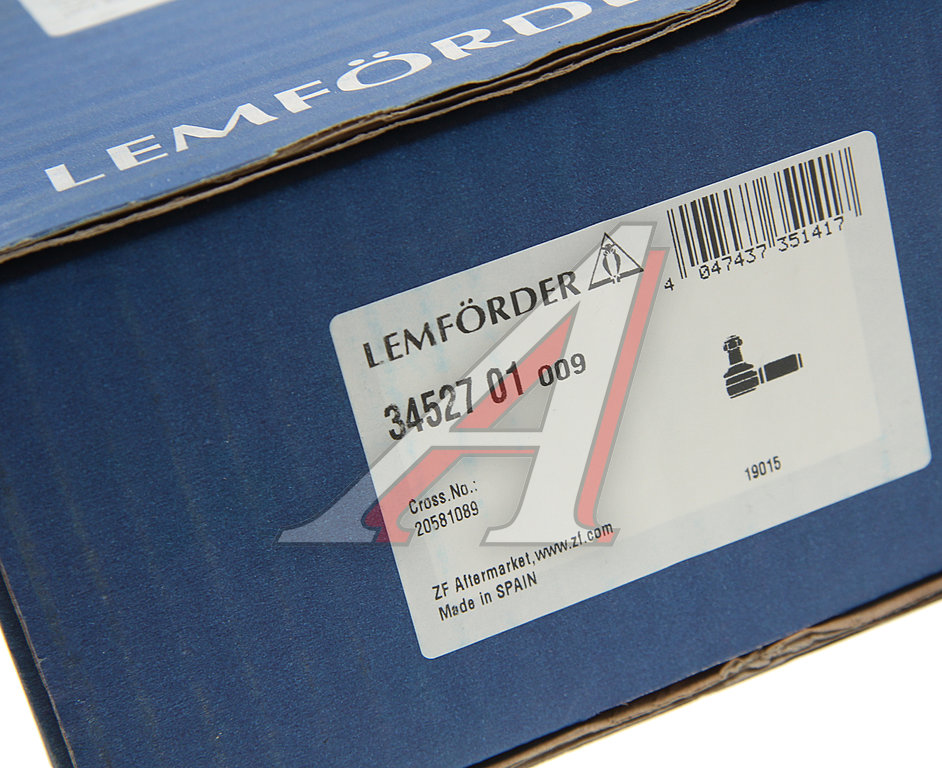 LEMFÖRDER
LEMFÖRDER
4 047437 351417
34527 01 009
Cross.No.:
20581089
19015
ZF Aftermarket,www.zf.com
Made in SPAIN